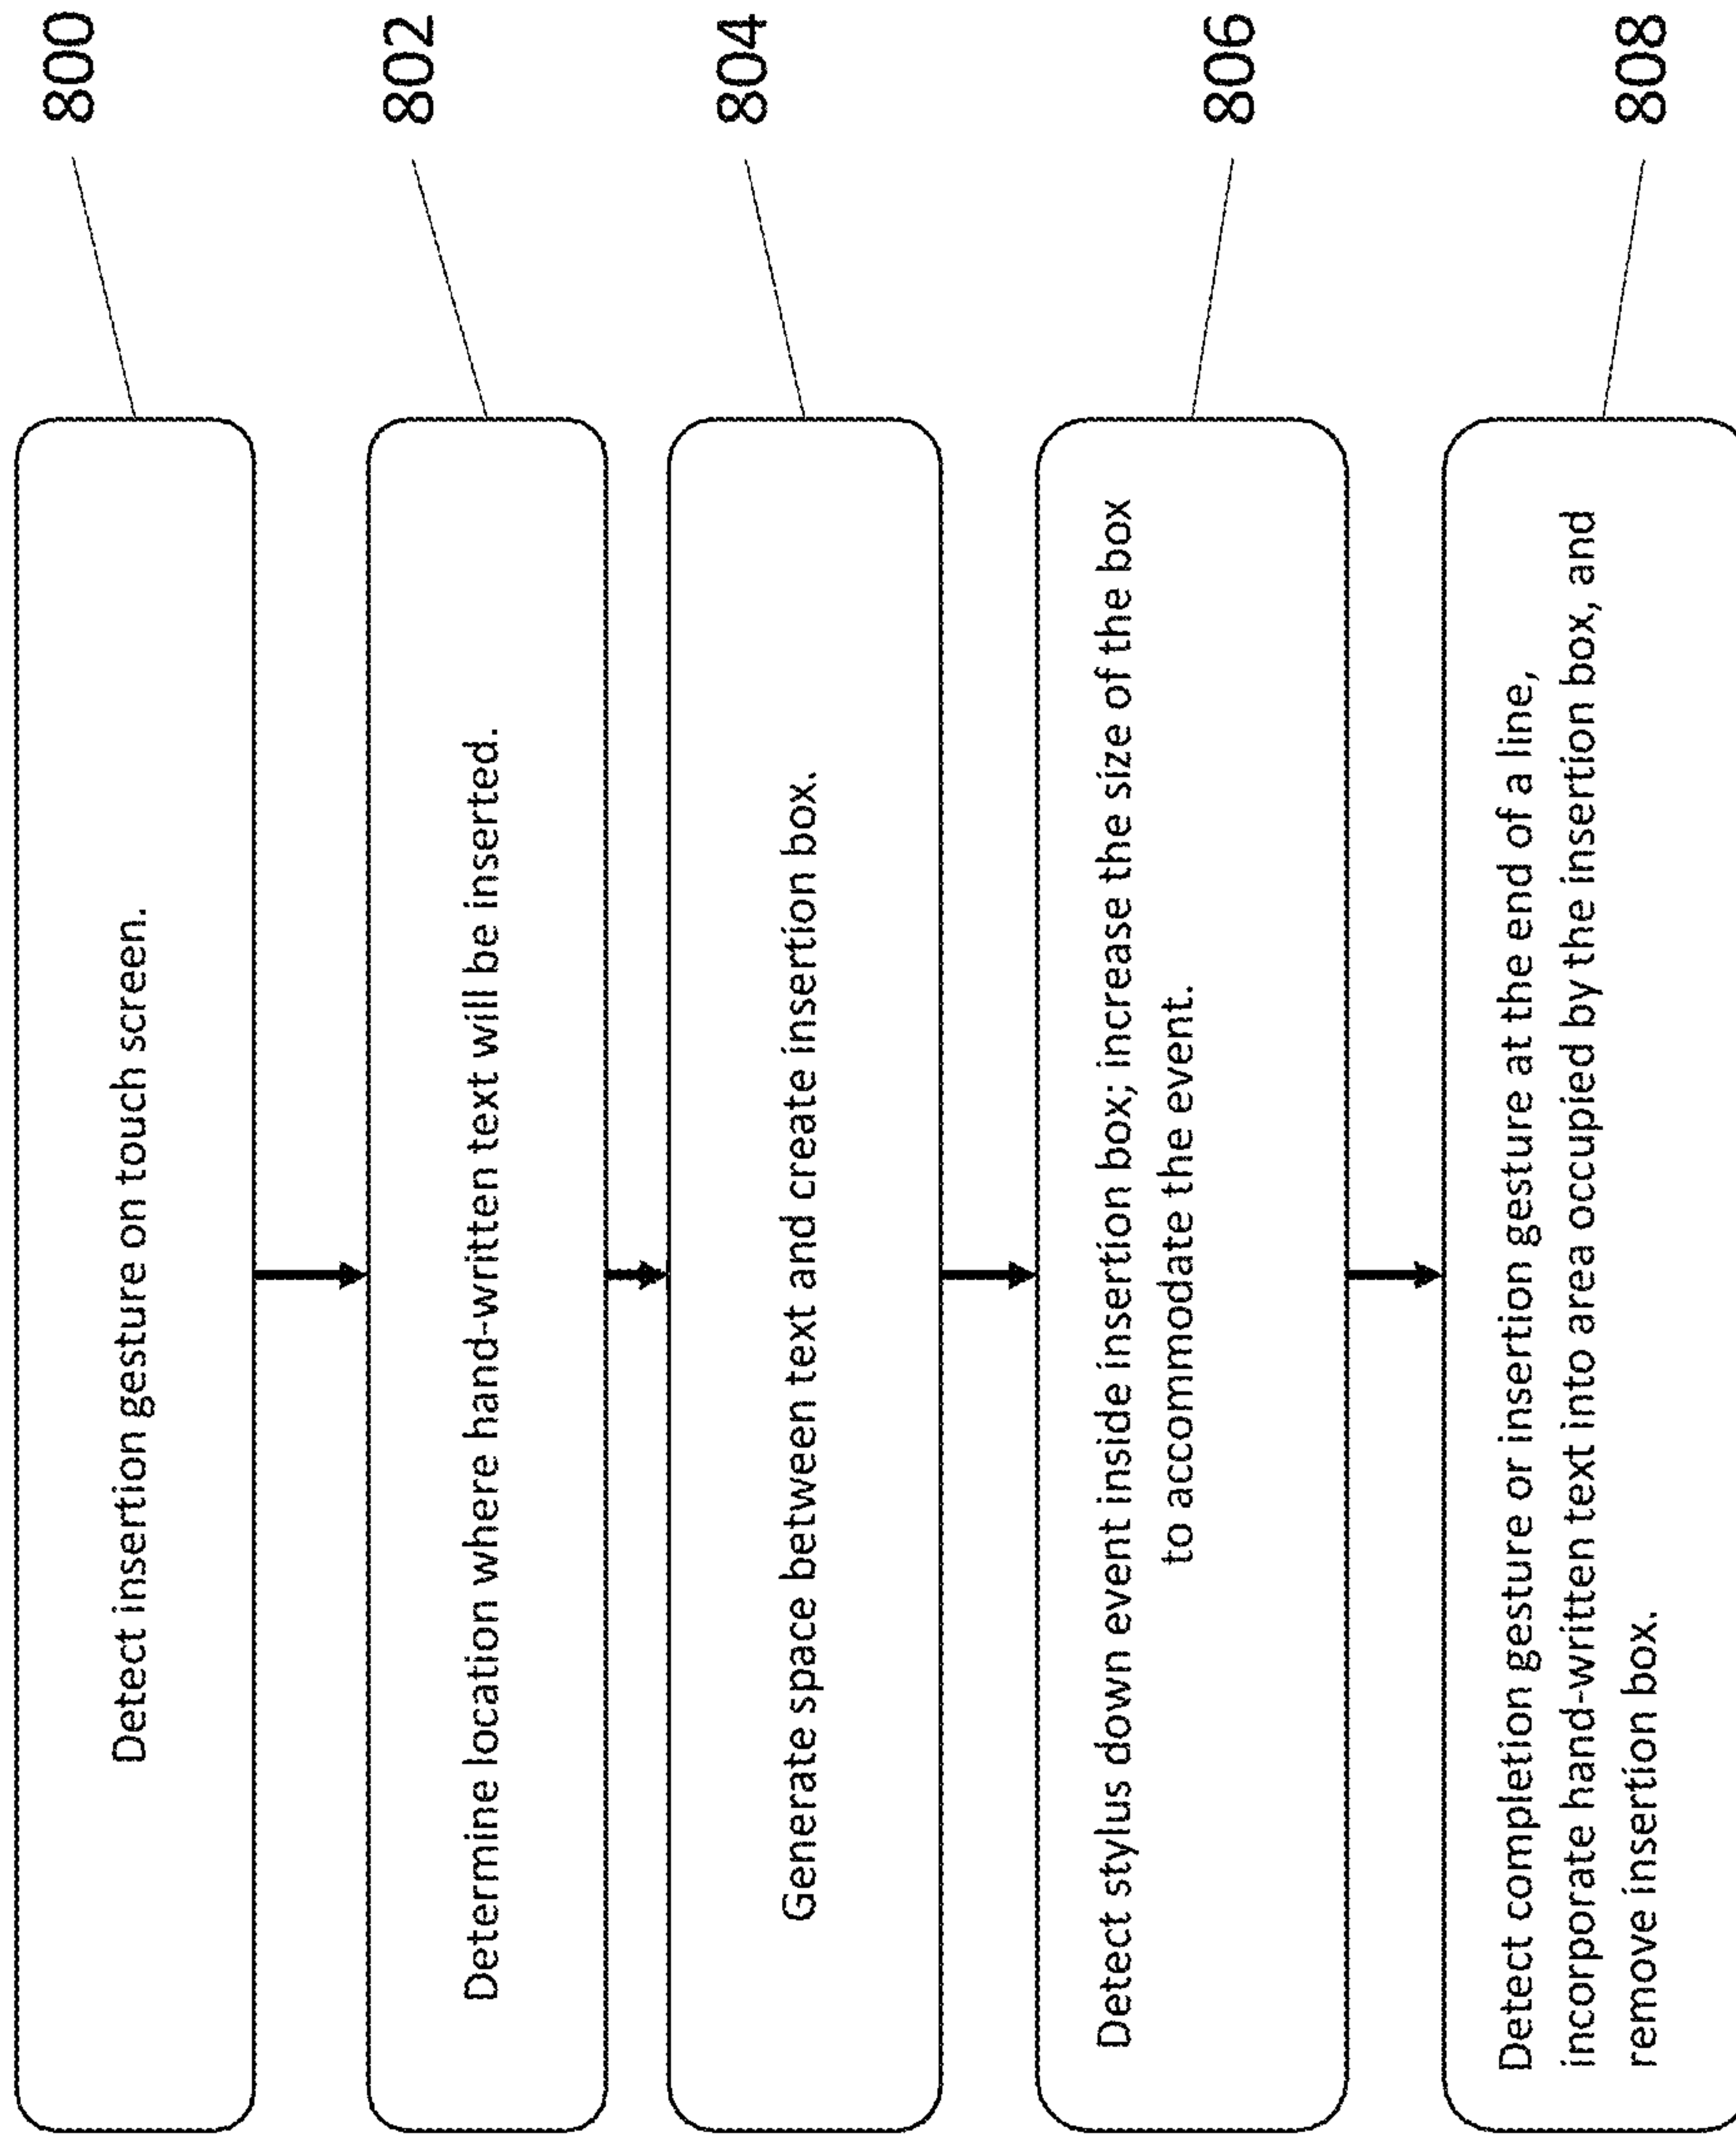 Detect insertion gesture on touch screen.
800
Determine location where hand-written text will be inserted.
802
Generate space between text and create insertion box.
804
Detect stylus down event inside insertion box; increase the size of the box
to accommodate the event.
806
Detect completion gesture or insertion gesture at the end of a line,
incorporate hand-written text into area occupied by the insertion box, and
remove insertion box.
808